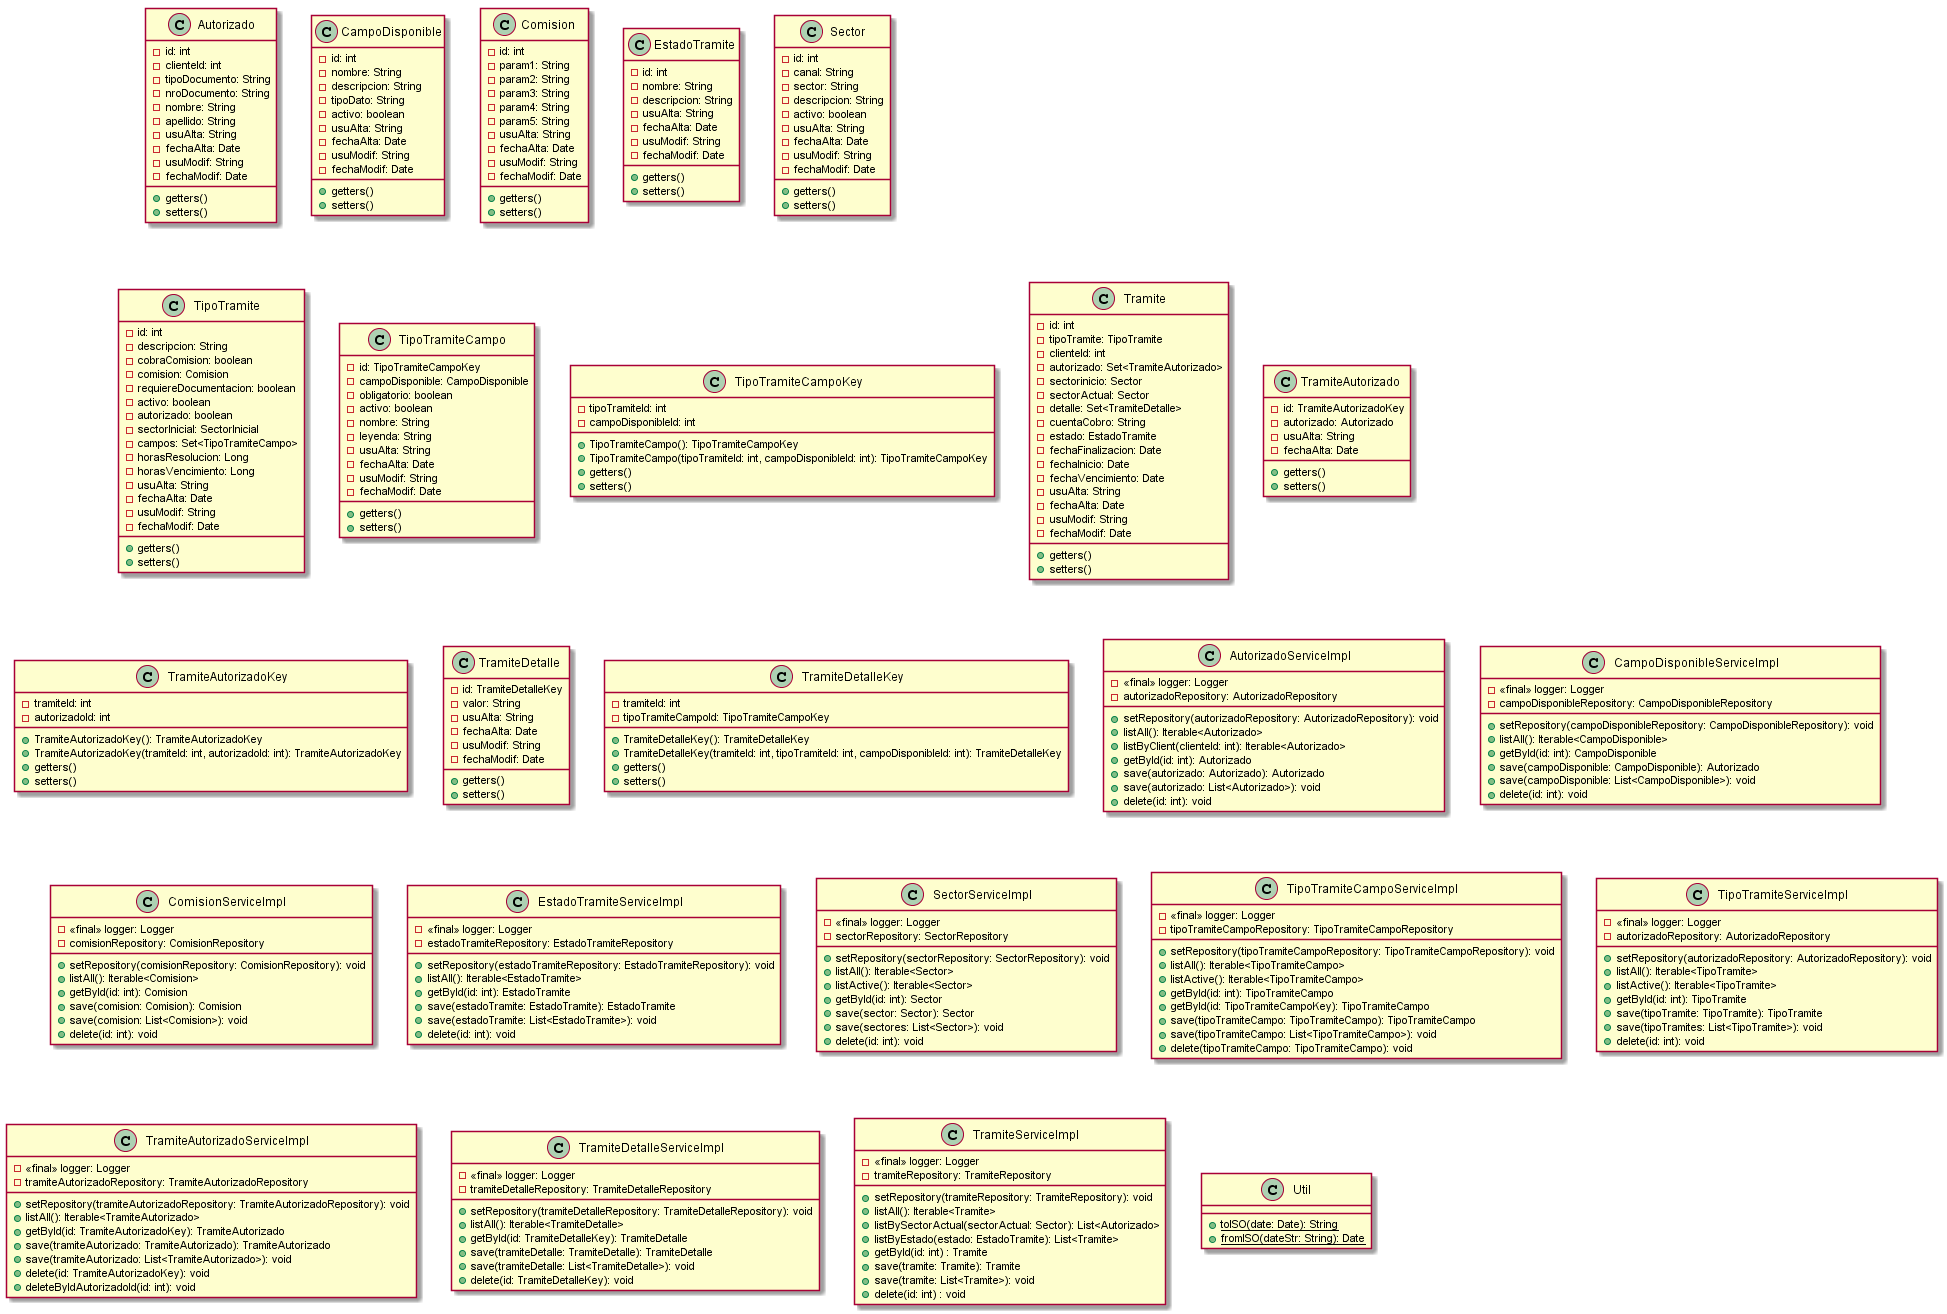 Autorizado
id: int
clienteId: int
tipoDocumento: String
nroDocumento: String
nombre: String
apellido: String
usuAlta: String
fechaAlta: Date
usuModif: String
fechaModif: Date
getters()
setters()
CampoDisponible
id: int
nombre: String
descripcion: String
tipoDato: String
activo: boolean
usuAlta: String
fechaAlta: Date
usuModif: String
fechaModif: Date
getters()
setters()
Comision
id: int
param1: String
param2: String
param3: String
param4: String
param5: String
usuAlta: String
fechaAlta: Date
usuModif: String
fechaModif: Date
getters()
setters()
EstadoTramite
id: int
nombre: String
descripcion: String
usuAlta: String
fechaAlta: Date
usuModif: String
fechaModif: Date
getters()
setters()
Sector
id: int
canal: String
sector: String
descripcion: String
activo: boolean
usuAlta: String
fechaAlta: Date
usuModif: String
fechaModif: Date
getters()
setters()
TipoTramite
id: int
descripcion: String
cobraComision: boolean
comision: Comision
requiereDocumentacion: boolean
activo: boolean
autorizado: boolean
sectorInicial: SectorInicial
campos: Set<TipoTramiteCampo>
horasResolucion: Long
horasVencimiento: Long
usuAlta: String
fechaAlta: Date
usuModif: String
fechaModif: Date
getters()
setters()
TipoTramiteCampo
id: TipoTramiteCampoKey
campoDisponible: CampoDisponible
obligatorio: boolean
activo: boolean
nombre: String
leyenda: String
usuAlta: String
fechaAlta: Date
usuModif: String
fechaModif: Date
getters()
setters()
TipoTramiteCampoKey
tipoTramiteId: int
campoDisponibleId: int
TipoTramiteCampo(): TipoTramiteCampoKey
TipoTramiteCampo(tipoTramiteId: int, campoDisponibleId: int): TipoTramiteCampoKey
getters()
setters()
Tramite
id: int
tipoTramite: TipoTramite
clienteId: int
autorizado: Set<TramiteAutorizado>
sectorinicio: Sector
sectorActual: Sector
detalle: Set<TramiteDetalle>
cuentaCobro: String
estado: EstadoTramite
fechaFinalizacion: Date
fechaInicio: Date
fechaVencimiento: Date
usuAlta: String
fechaAlta: Date
usuModif: String
fechaModif: Date
getters()
setters()
TramiteAutorizado
id: TramiteAutorizadoKey
autorizado: Autorizado
usuAlta: String
fechaAlta: Date
getters()
setters()
TramiteAutorizadoKey
tramiteId: int
autorizadoId: int
TramiteAutorizadoKey(): TramiteAutorizadoKey
TramiteAutorizadoKey(tramiteId: int, autorizadoId: int): TramiteAutorizadoKey
getters()
setters()
TramiteDetalle
id: TramiteDetalleKey
valor: String
usuAlta: String
fechaAlta: Date
usuModif: String
fechaModif: Date
getters()
setters()
TramiteDetalleKey
tramiteId: int
tipoTramiteCampoId: TipoTramiteCampoKey
TramiteDetalleKey(): TramiteDetalleKey
TramiteDetalleKey(tramiteId: int, tipoTramiteId: int, campoDisponibleId: int): TramiteDetalleKey
getters()
setters()
AutorizadoServiceImpl
«final» logger: Logger
autorizadoRepository: AutorizadoRepository
setRepository(autorizadoRepository: AutorizadoRepository): void
listAll(): Iterable<Autorizado>
listByClient(clienteId: int): Iterable<Autorizado>
getById(id: int): Autorizado
save(autorizado: Autorizado): Autorizado
save(autorizado: List<Autorizado>): void
delete(id: int): void
CampoDisponibleServiceImpl
«final» logger: Logger
campoDisponibleRepository: CampoDisponibleRepository
setRepository(campoDisponibleRepository: CampoDisponibleRepository): void
listAll(): Iterable<CampoDisponible>
getById(id: int): CampoDisponible
save(campoDisponible: CampoDisponible): Autorizado
save(campoDisponible: List<CampoDisponible>): void
delete(id: int): void
ComisionServiceImpl
«final» logger: Logger
comisionRepository: ComisionRepository
setRepository(comisionRepository: ComisionRepository): void
listAll(): Iterable<Comision>
getById(id: int): Comision
save(comision: Comision): Comision
save(comision: List<Comision>): void
delete(id: int): void
EstadoTramiteServiceImpl
«final» logger: Logger
estadoTramiteRepository: EstadoTramiteRepository
setRepository(estadoTramiteRepository: EstadoTramiteRepository): void
listAll(): Iterable<EstadoTramite>
getById(id: int): EstadoTramite
save(estadoTramite: EstadoTramite): EstadoTramite
save(estadoTramite: List<EstadoTramite>): void
delete(id: int): void
SectorServiceImpl
«final» logger: Logger
sectorRepository: SectorRepository
setRepository(sectorRepository: SectorRepository): void
listAll(): Iterable<Sector>
listActive(): Iterable<Sector>
getById(id: int): Sector
save(sector: Sector): Sector
save(sectores: List<Sector>): void
delete(id: int): void
TipoTramiteCampoServiceImpl
«final» logger: Logger
tipoTramiteCampoRepository: TipoTramiteCampoRepository
setRepository(tipoTramiteCampoRepository: TipoTramiteCampoRepository): void
listAll(): Iterable<TipoTramiteCampo>
listActive(): Iterable<TipoTramiteCampo>
getById(id: int): TipoTramiteCampo
getById(id: TipoTramiteCampoKey): TipoTramiteCampo
save(tipoTramiteCampo: TipoTramiteCampo): TipoTramiteCampo
save(tipoTramiteCampo: List<TipoTramiteCampo>): void
delete(tipoTramiteCampo: TipoTramiteCampo): void
TipoTramiteServiceImpl
«final» logger: Logger
autorizadoRepository: AutorizadoRepository
setRepository(autorizadoRepository: AutorizadoRepository): void
listAll(): Iterable<TipoTramite>
listActive(): Iterable<TipoTramite>
getById(id: int): TipoTramite
save(tipoTramite: TipoTramite): TipoTramite
save(tipoTramites: List<TipoTramite>): void
delete(id: int): void
TramiteAutorizadoServiceImpl
«final» logger: Logger
tramiteAutorizadoRepository: TramiteAutorizadoRepository
setRepository(tramiteAutorizadoRepository: TramiteAutorizadoRepository): void
listAll(): Iterable<TramiteAutorizado>
getById(id: TramiteAutorizadoKey): TramiteAutorizado
save(tramiteAutorizado: TramiteAutorizado): TramiteAutorizado
save(tramiteAutorizado: List<TramiteAutorizado>): void
delete(id: TramiteAutorizadoKey): void
deleteByIdAutorizadoId(id: int): void
TramiteDetalleServiceImpl
«final» logger: Logger
tramiteDetalleRepository: TramiteDetalleRepository
setRepository(tramiteDetalleRepository: TramiteDetalleRepository): void
listAll(): Iterable<TramiteDetalle>
getById(id: TramiteDetalleKey): TramiteDetalle
save(tramiteDetalle: TramiteDetalle): TramiteDetalle
save(tramiteDetalle: List<TramiteDetalle>): void
delete(id: TramiteDetalleKey): void
TramiteServiceImpl
«final» logger: Logger
tramiteRepository: TramiteRepository
setRepository(tramiteRepository: TramiteRepository): void
listAll(): Iterable<Tramite>
listBySectorActual(sectorActual: Sector): List<Autorizado>
listByEstado(estado: EstadoTramite): List<Tramite>
getById(id: int) : Tramite
save(tramite: Tramite): Tramite
save(tramite: List<Tramite>): void
delete(id: int) : void
Util
toISO(date: Date): String
fromISO(dateStr: String): Date